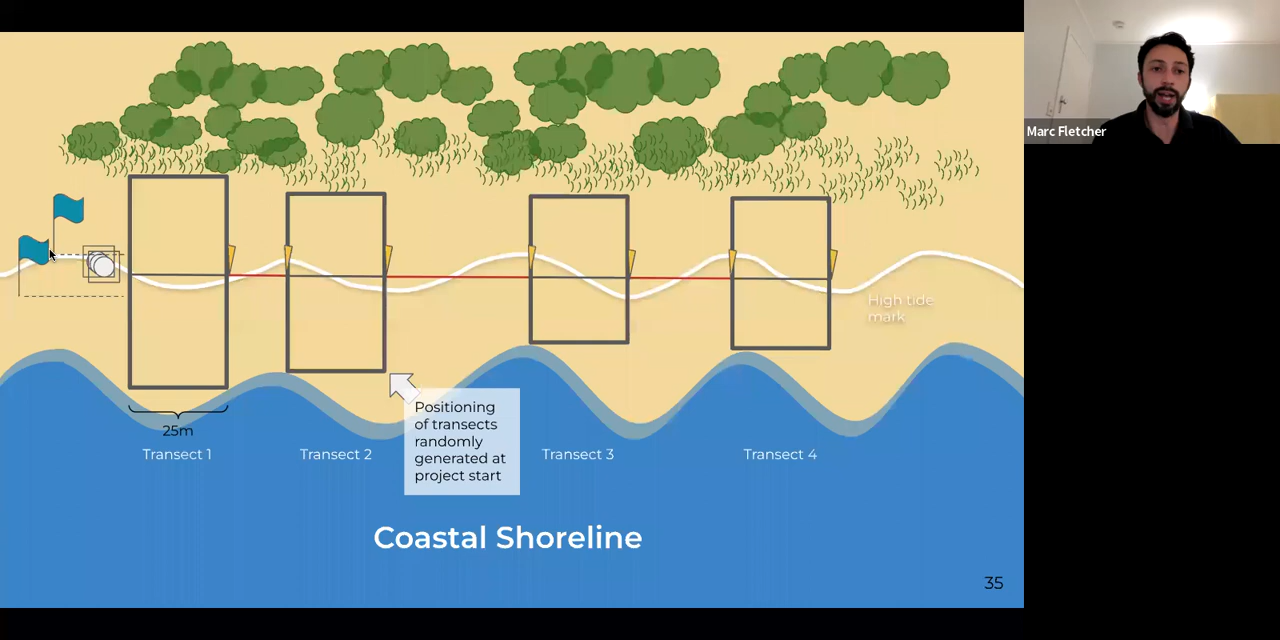 Marc Fletcher
High tide
mark
Positioning
of transects
randomly
generated at
project start
25m
Transect 1
Transect 2
Transect 3
Transect 4
Coastal Shoreline
35